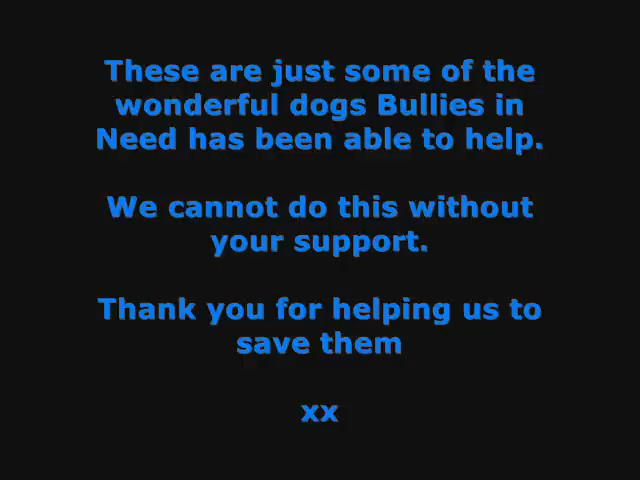 These are just some of the
wonderful dogs Bullies in
Need has been able to help.
We cannot do this without
your support.
Thank you for helping us to
save them
xx